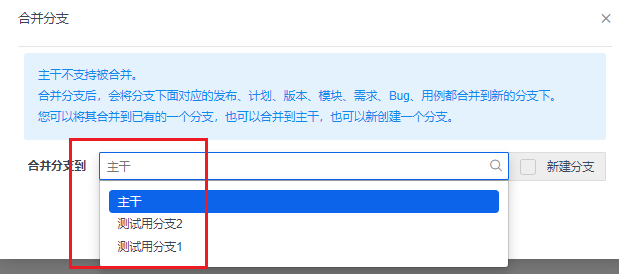 合并分支
主干不支持被合并。
合并分支后，会将分支下面对应的发布、计划、版本、模块、需求、Bug、用例都合并到新的分支下。
您可以将其合并到已有的一个分支，也可以合并到主干，也可以新创建一个分支。
合并分支到 主干 新建分支
主干
测试用分支2
测试用分支1